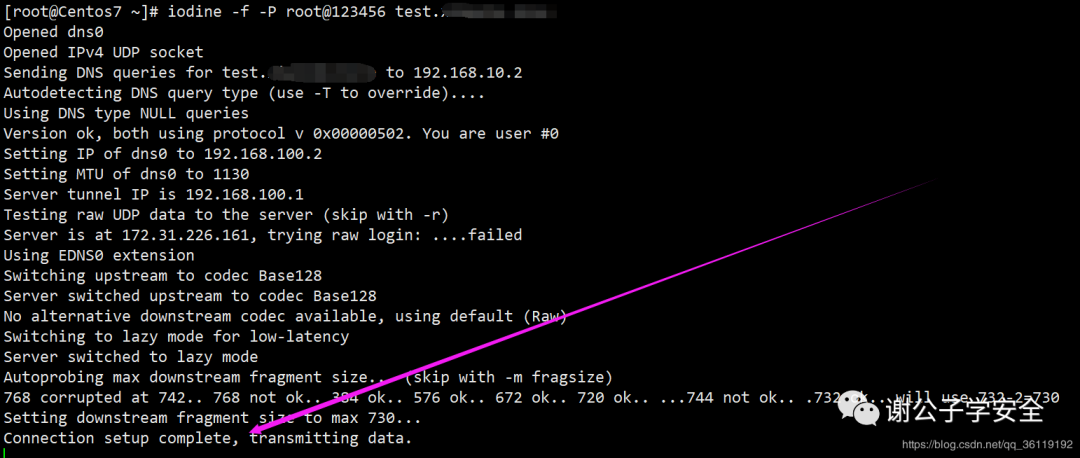 [root@Centos7 ~]# iodine -f -P root@123456 test.
Opened dns0
Opened IPv4 UDP socket
Sending DNS queries for test. to 192.168.10.2
Autodetecting DNS query type (use -T to override)....
Using DNS type NULL queries
Version ok, both using protocol v 0x00000502. You are user #0
Setting IP of dns0 to 192.168.100.2
Setting MTU of dns0 to 1130
Server tunnel IP is 192.168.100.1
Testing raw UDP data to the server (skip with -r)
Server is at 172.31.226.161, trying raw login: ....failed
Using EDNS0 extension
Switching upstream to codec Base128
Server switched upstream to codec Base128
No alternative downstream codec available, using default (Raw)
Switching to lazy mode for low-latency
Server switched to lazy mode
Autoprobing max downstream fragment size... (skip with -m fragsize)
768 corrupted at 742.. 768 not ok.. 384 ok.. 576 ok.. 672 ok.. 720 ok.. ...744 not ok.. .732 ok.. will use 732-2=730
Setting downstream fragment size to max 730...
Connection setup complete, transmitting data.
谢公子学安全
https://blog.csdn.net/qq_36119192